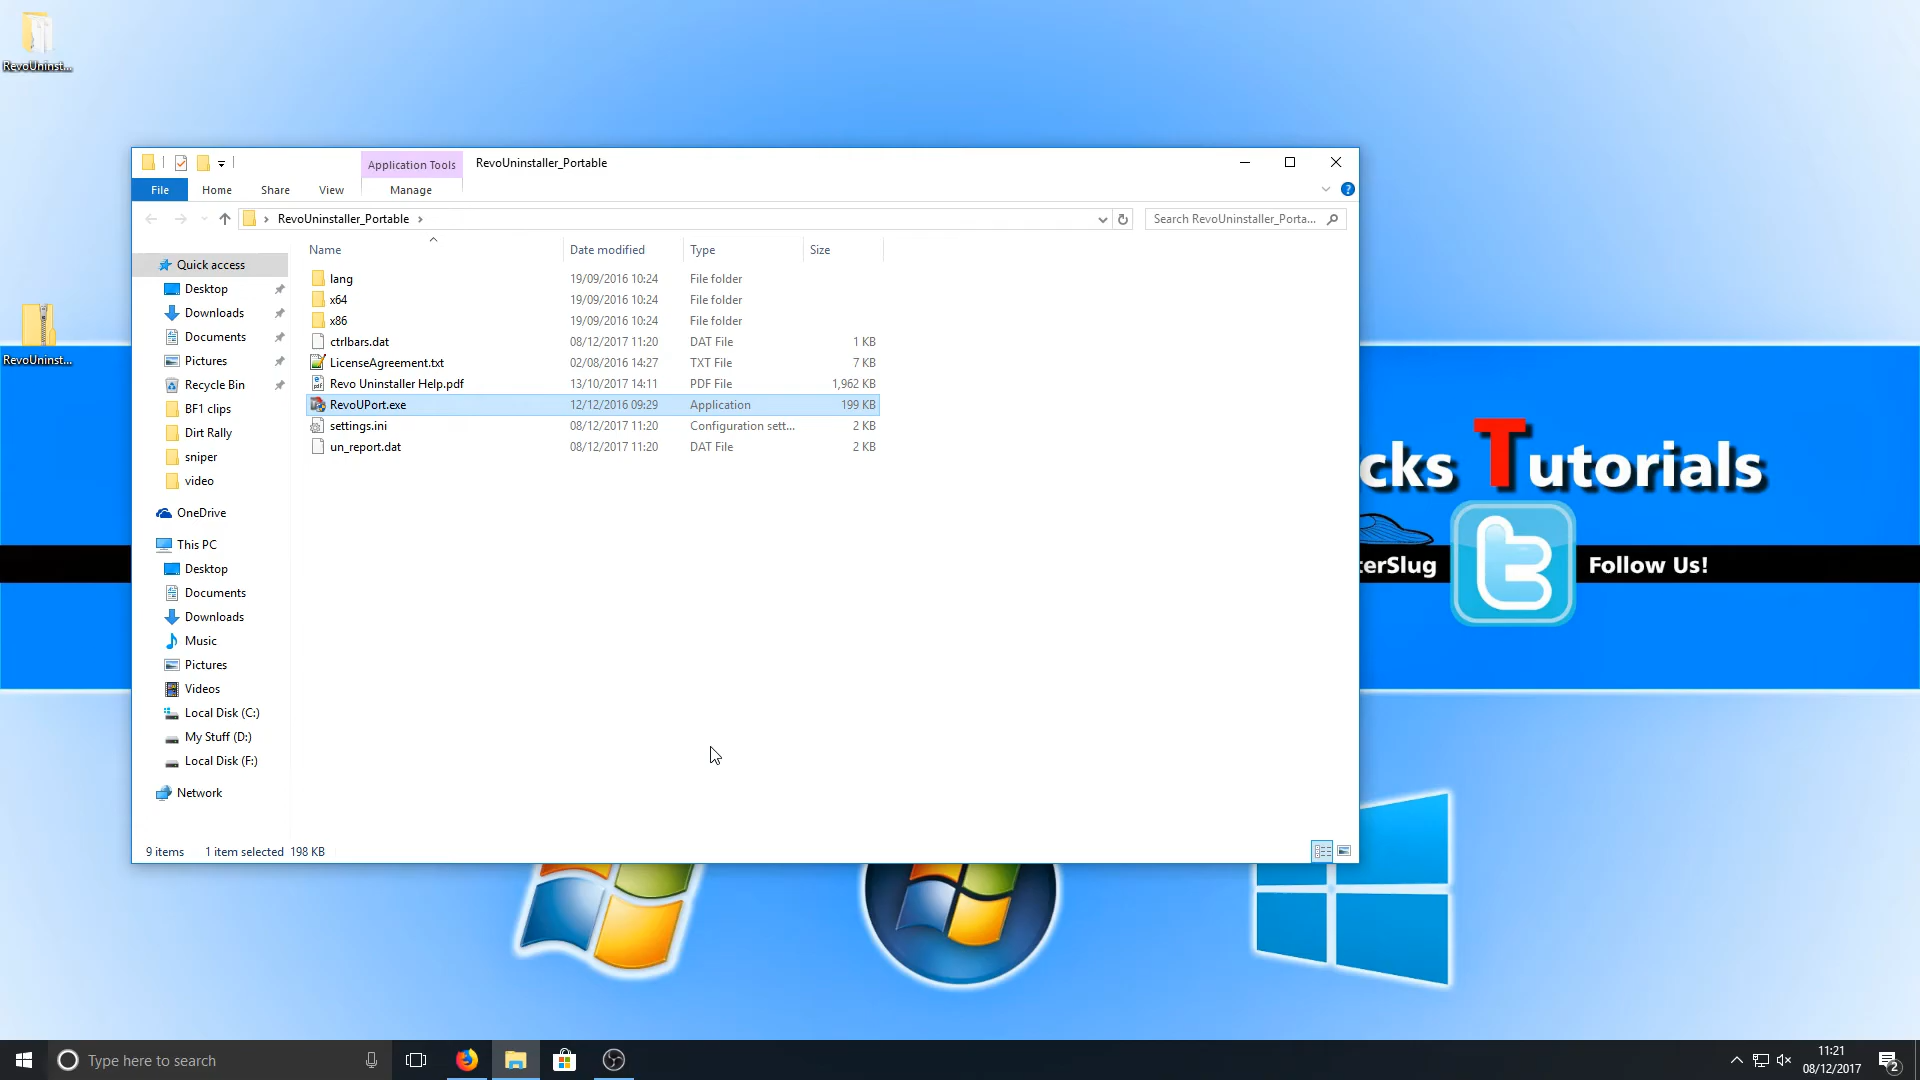 RevoUninst...
RevoUninst...
Application Tools
RevoUninstaller_Portable
File
Home
Share
View
Manage
RevoUninstaller_Portable
Search RevoUninstaller_Porta...
Name
Date modified
Type
Size
Quick access
Desktop
Downloads
Documents
Pictures
Recycle Bin
BF1 clips
Dirt Rally
sniper
video
OneDrive
This PC
Desktop
Documents
Downloads
Music
Pictures
Videos
Local Disk (C:)
My Stuff (D:)
Local Disk (F:)
Network
lang 19/09/2016 10:24 File folder
x64 19/09/2016 10:24 File folder
x86 19/09/2016 10:24 File folder
ctrlbars.dat 08/12/2017 11:20 DAT File 1 KB
LicenseAgreement.txt 02/08/2016 14:27 TXT File 7 KB
Revo Uninstaller Help.pdf 13/10/2017 14:11 PDF File 1,962 KB
RevoUPort.exe 12/12/2016 09:29 Application 199 KB
settings.ini 08/12/2017 11:20 Configuration sett... 2 KB
un_report.dat 08/12/2017 11:20 DAT File 2 KB
9 items 1 item selected 198 KB
cks Tutorials
terSlug
Follow Us!
Type here to search
11:21
08/12/2017
2